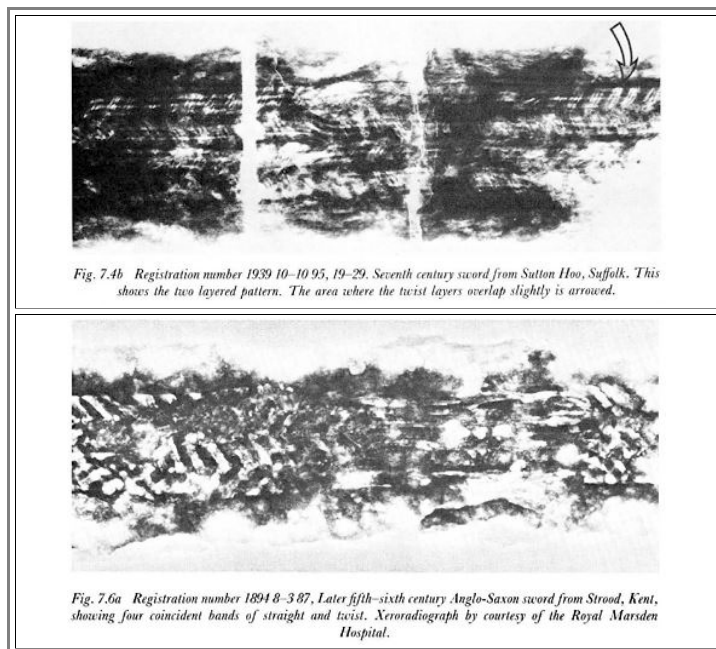 Fig. 7.4b Registration number 1939 10–10 95, 19–29. Seventh century sword from Sutton Hoo, Suffolk. This
shows the two layered pattern. The area where the twist layers overlap slightly is arrowed.
Fig. 7.6a Registration number 1894 8–3 87, Later fifth–sixth century Anglo-Saxon sword from Strood, Kent,
showing four coincident bands of straight and twist. Xeroradiograph by courtesy of the Royal Marsden
Hospital.